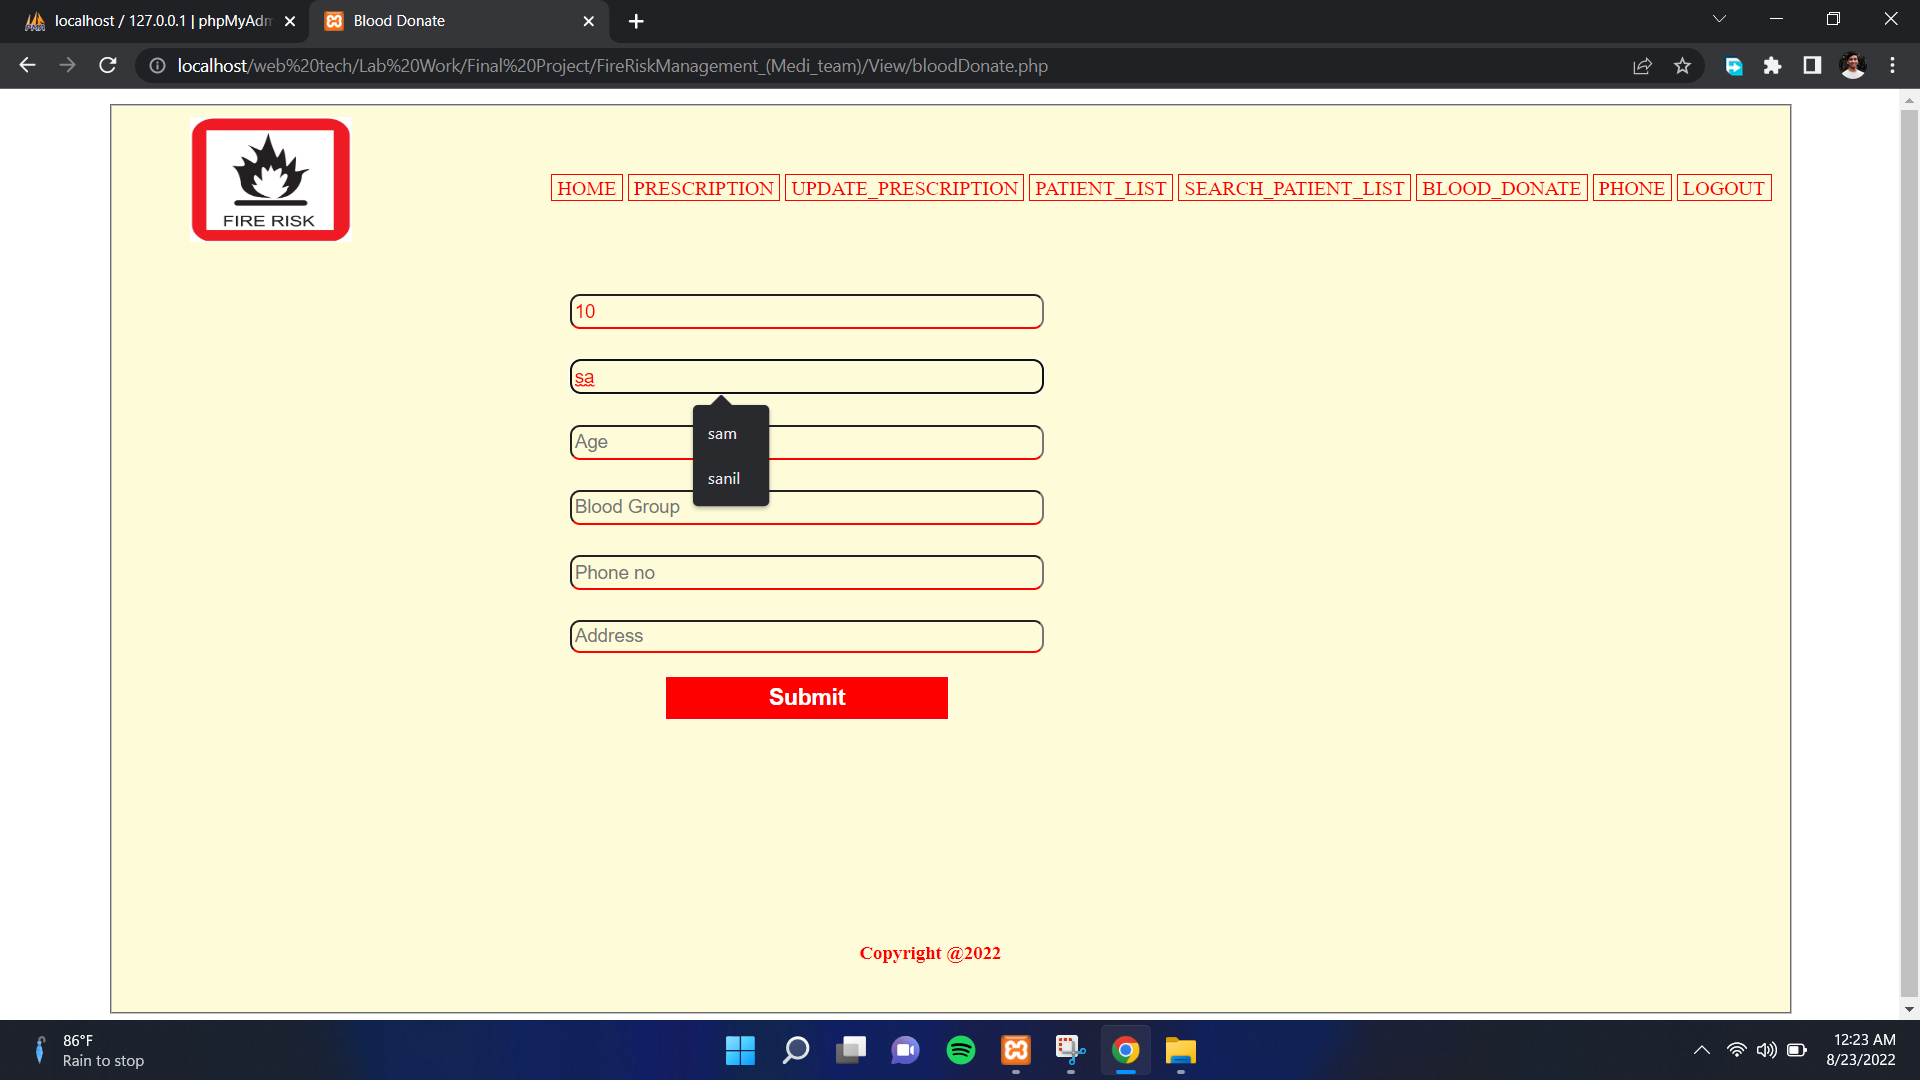 localhost / 127.0.0.1 | phpMyAdm
Blood Donate
localhost/web%20tech/Lab%20Work/Final%20Project/FireRiskManagement_(Medi_team)/View/bloodDonate.php
FIRE RISK
HOME PRESCRIPTION UPDATE_PRESCRIPTION PATIENT_LIST SEARCH_PATIENT_LIST BLOOD_DONATE PHONE LOGOUT
10
sa
sam
Age
sanil
Blood Group
Phone no
Address
Submit
Copyright @2022
86°F
Rain to stop
12:23 AM
8/23/2022